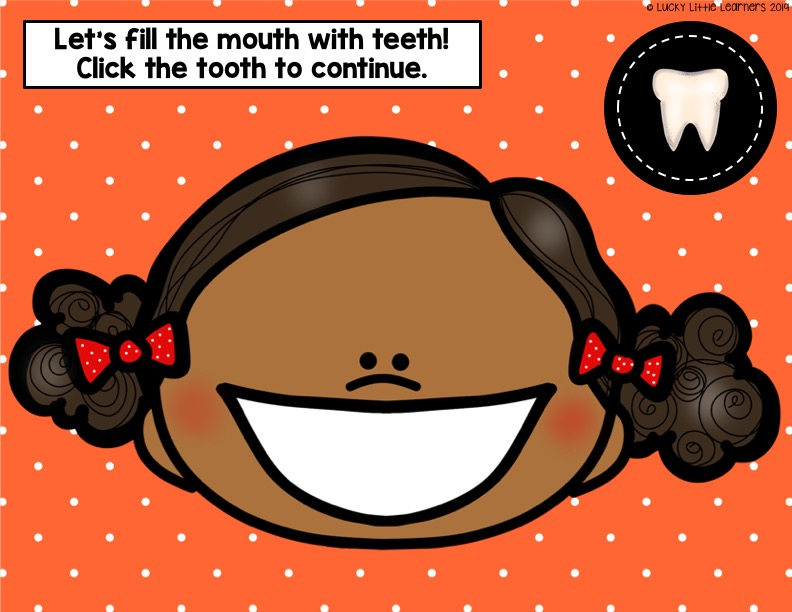 © Lucky Little Learners 2019
Let's fill the mouth with teeth!
Click the tooth to continue.